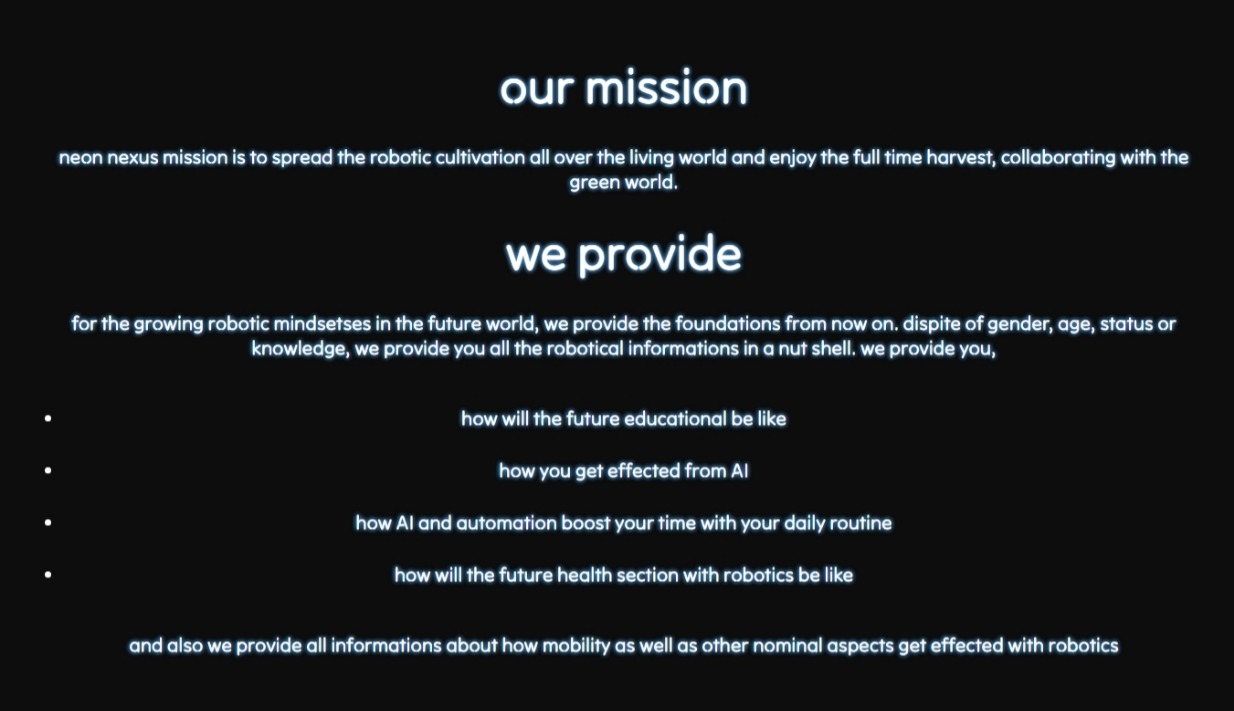 our mission
neon nexus mission is to spread the robotic cultivation all over the living world and enjoy the full time harvest, collaborating with the
green world.
we provide
for the growing robotic mindsetses in the future world, we provide the foundations from now on. dispite of gender, age, status or
knowledge, we provide you all the robotical informations in a nut shell. we provide you,
• how will the future educational be like
• how you get effected from AI
• how AI and automation boost your time with your daily routine
• how will the future health section with robotics be like
and also we provide all informations about how mobility as well as other nominal aspects get effected with robotics